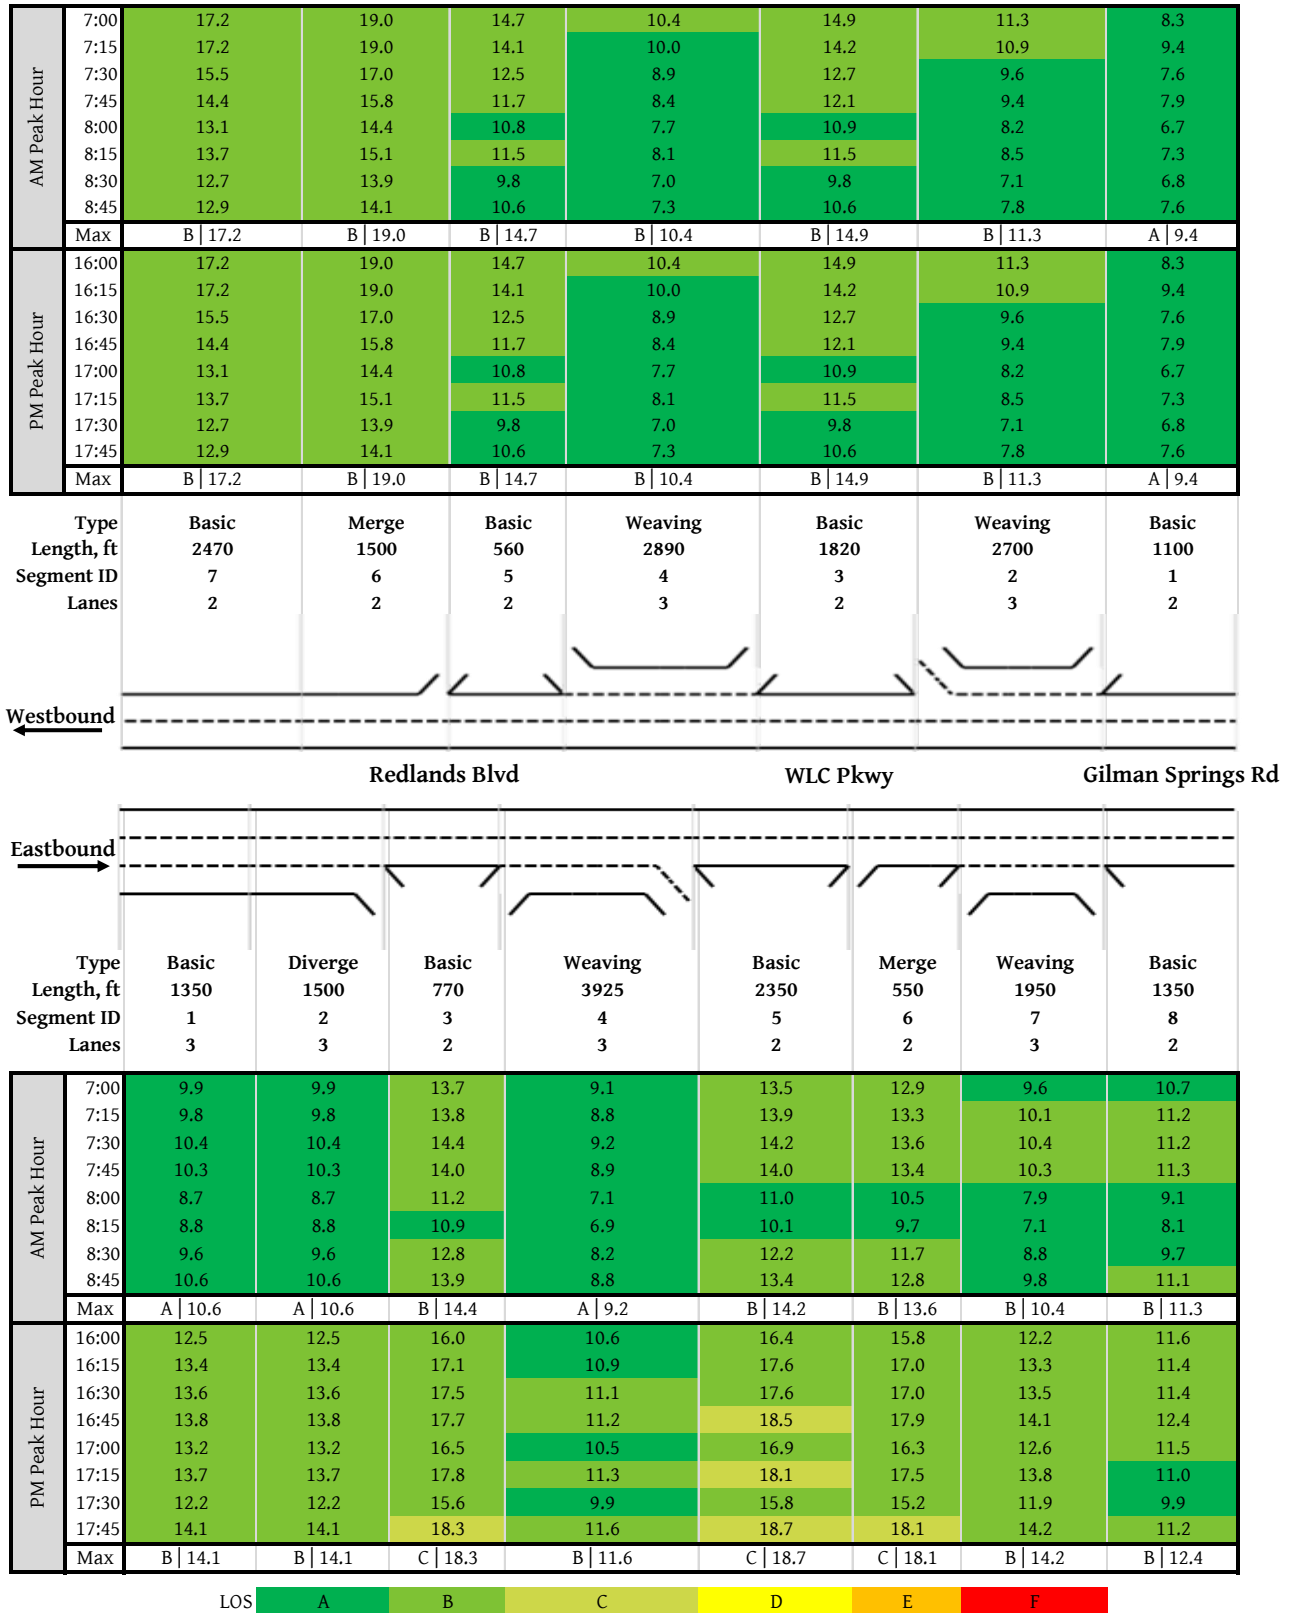 7:00 17.2 19.0 14.7 10.4 14.9 11.3 8.3
7:15 17.2 19.0 14.1 10.0 14.2 10.9 9.4
7:30 15.5 17.0 12.5 8.9 12.7 9.6 7.6
7:45 14.4 15.8 11.7 8.4 12.1 9.4 7.9
AM Peak Hour
8:00 13.1 14.4 10.8 7.7 10.9 8.2 6.7
8:15 13.7 15.1 11.5 8.1 11.5 8.5 7.3
8:30 12.7 13.9 9.8 7.0 9.8 7.1 6.8
8:45 12.9 14.1 10.6 7.3 10.6 7.8 7.6
Max B | 17.2 B | 19.0 B | 14.7 B | 10.4 B | 14.9 B | 11.3 A | 9.4
16:00 17.2 19.0 14.7 10.4 14.9 11.3 8.3
16:15 17.2 19.0 14.1 10.0 14.2 10.9 9.4
16:30 15.5 17.0 12.5 8.9 12.7 9.6 7.6
16:45 14.4 15.8 11.7 8.4 12.1 9.4 7.9
PM Peak Hour
17:00 13.1 14.4 10.8 7.7 10.9 8.2 6.7
17:15 13.7 15.1 11.5 8.1 11.5 8.5 7.3
17:30 12.7 13.9 9.8 7.0 9.8 7.1 6.8
17:45 12.9 14.1 10.6 7.3 10.6 7.8 7.6
Max B | 17.2 B | 19.0 B | 14.7 B | 10.4 B | 14.9 B | 11.3 A | 9.4
Type Basic Merge Basic Weaving Basic Weaving Basic
Length, ft 2470 1500 560 2890 1820 2700 1100
Segment ID 7 6 5 4 3 2 1
Lanes 2 2 2 3 2 3 2
Westbound
Redlands Blvd WLC Pkwy Gilman Springs Rd
Eastbound
Type Basic Diverge Basic Weaving Basic Merge Weaving Basic
Length, ft 1350 1500 770 3925 2350 550 1950 1350
Segment ID 1 2 3 4 5 6 7 8
Lanes 3 3 2 3 2 2 3 2
7:00 9.9 9.9 13.7 9.1 13.5 12.9 9.6 10.7
7:15 9.8 9.8 13.8 8.8 13.9 13.3 10.1 11.2
7:30 10.4 10.4 14.4 9.2 14.2 13.6 10.4 11.2
7:45 10.3 10.3 14.0 8.9 14.0 13.4 10.3 11.3
AM Peak Hour
8:00 8.7 8.7 11.2 7.1 11.0 10.5 7.9 9.1
8:15 8.8 8.8 10.9 6.9 10.1 9.7 7.1 8.1
8:30 9.6 9.6 12.8 8.2 12.2 11.7 8.8 9.7
8:45 10.6 10.6 13.9 8.8 13.4 12.8 9.8 11.1
Max A | 10.6 A | 10.6 B | 14.4 A | 9.2 B | 14.2 B | 13.6 B | 10.4 B | 11.3
16:00 12.5 12.5 16.0 10.6 16.4 15.8 12.2 11.6
16:15 13.4 13.4 17.1 10.9 17.6 17.0 13.3 11.4
16:30 13.6 13.6 17.5 11.1 17.6 17.0 13.5 11.4
16:45 13.8 13.8 17.7 11.2 18.5 17.9 14.1 12.4
PM Peak Hour
17:00 13.2 13.2 16.5 10.5 16.9 16.3 12.6 11.5
17:15 13.7 13.7 17.8 11.3 18.1 17.5 13.8 11.0
17:30 12.2 12.2 15.6 9.9 15.8 15.2 11.9 9.9
17:45 14.1 14.1 18.3 11.6 18.7 18.1 14.2 11.2
Max B | 14.1 B | 14.1 C | 18.3 B | 11.6 C | 18.7 C | 18.1 B | 14.2 B | 12.4
LOS A B C D E F